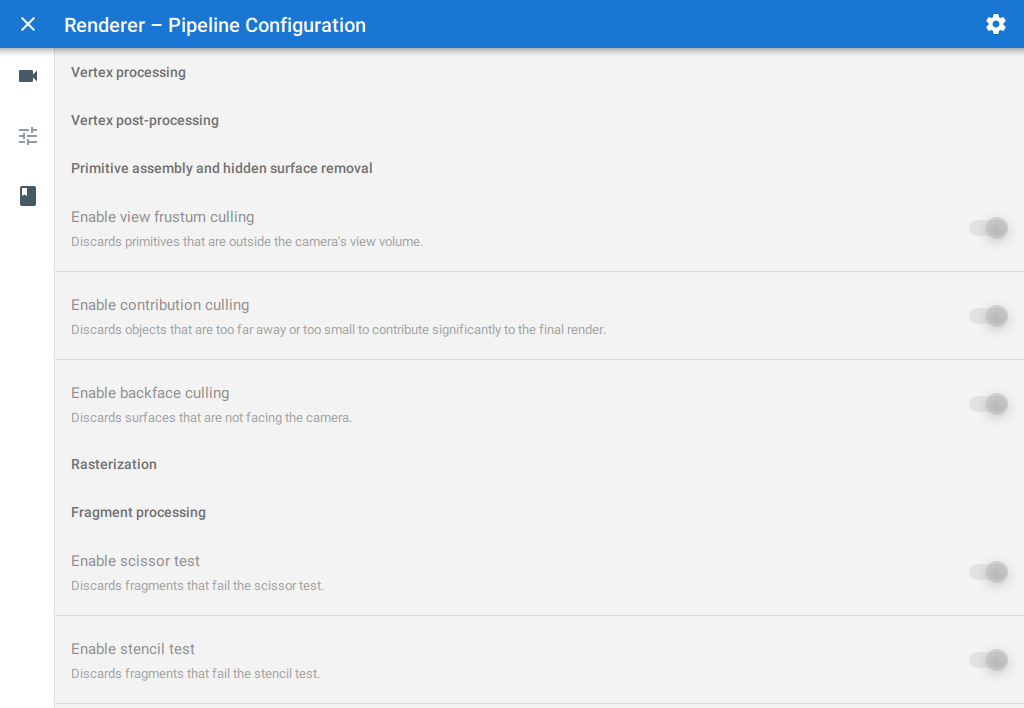 Renderer – Pipeline Configuration
Vertex processing
Vertex post-processing
Primitive assembly and hidden surface removal
Enable view frustum culling
Discards primitives that are outside the camera's view volume.
Enable contribution culling
Discards objects that are too far away or too small to contribute significantly to the final render.
Enable backface culling
Discards surfaces that are not facing the camera.
Rasterization
Fragment processing
Enable scissor test
Discards fragments that fail the scissor test.
Enable stencil test
Discards fragments that fail the stencil test.